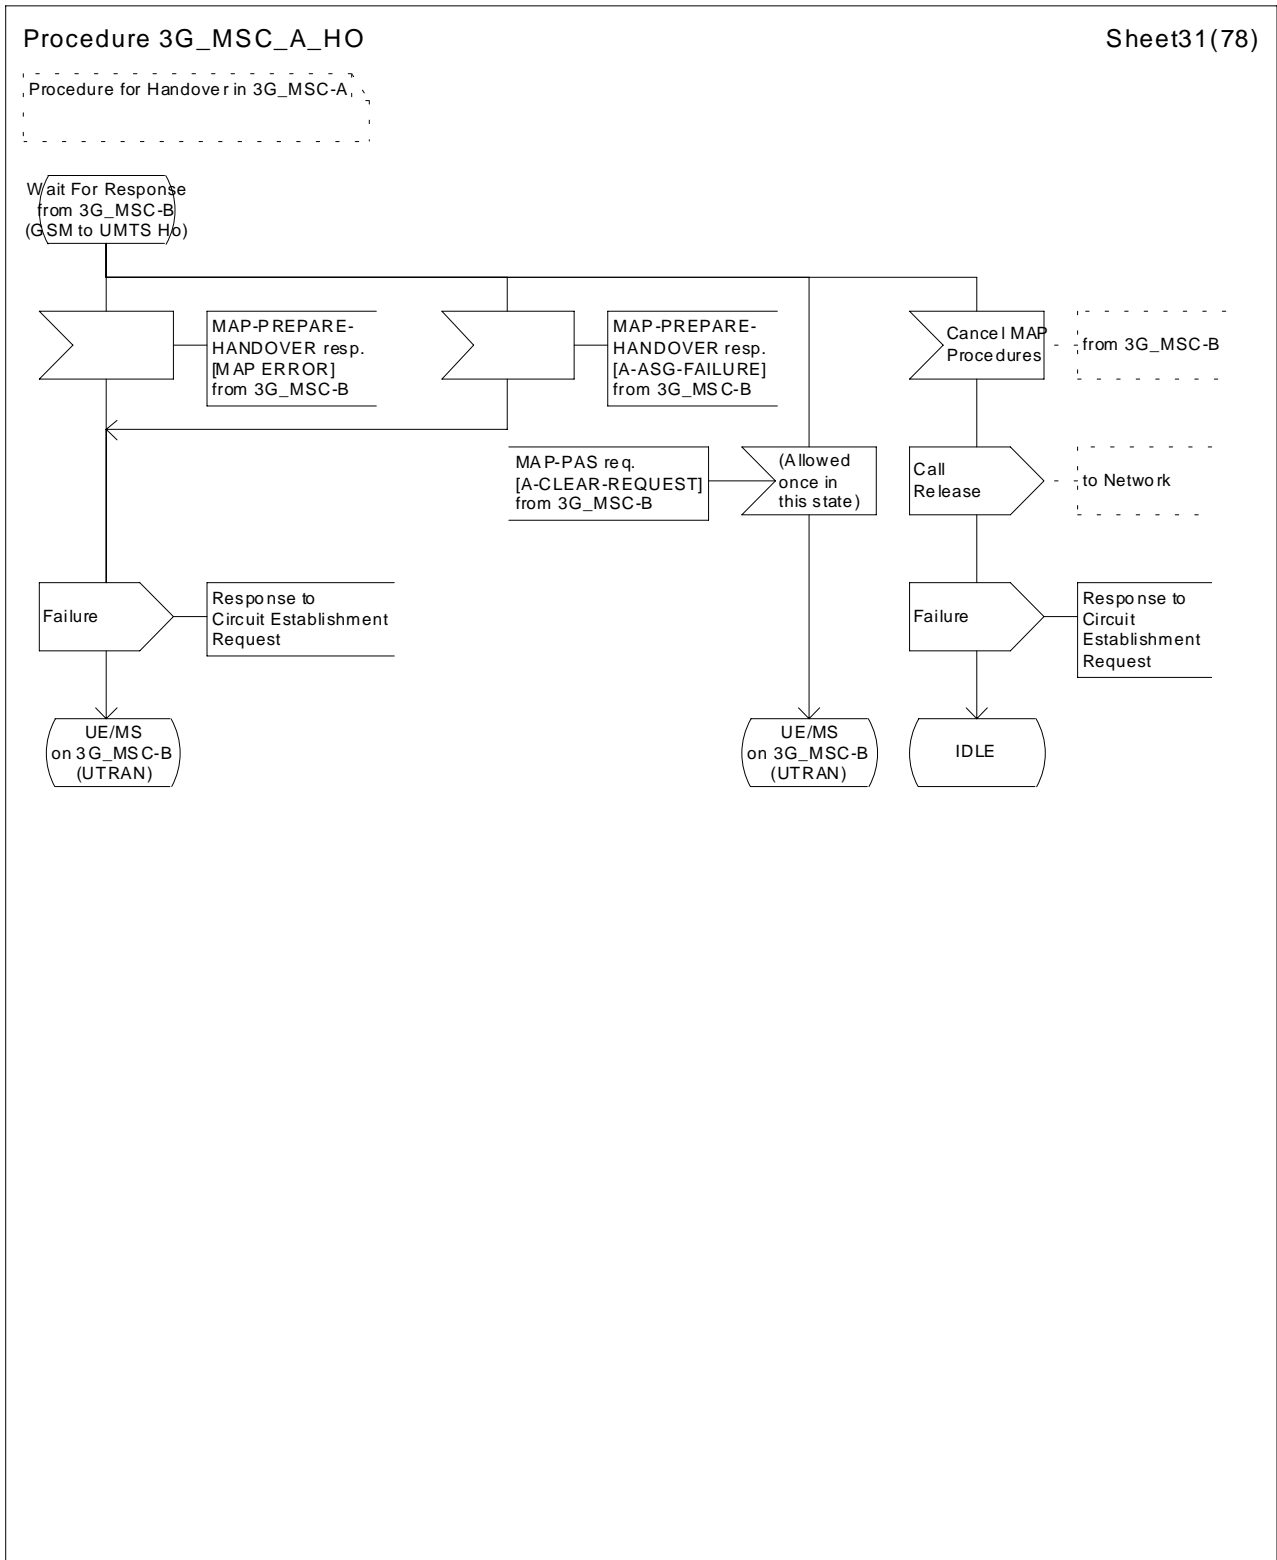 Procedure 3G_MSC_A_HO
Sheet31(78)
Procedure for Handover in 3G_MSC-A
Wait For Response
from 3G_MSC-B
(GSM to UMTS Ho)
MAP-PREPARE-
HANDOVER resp.
[MAP ERROR]
from 3G_MSC-B
MAP-PREPARE-
HANDOVER resp.
[A-ASG-FAILURE]
from 3G_MSC-B
Cancel MAP
Procedures
from 3G_MSC-B
MAP-PAS req.
[A-CLEAR-REQUEST]
from 3G_MSC-B
(Allowed
once in
this state)
Call
Release
to Network
Failure
Response to
Circuit Establishment
Request
Failure
Response to
Circuit
Establishment
Request
UE/MS
on 3G_MSC-B
(UTRAN)
UE/MS
on 3G_MSC-B
(UTRAN)
IDLE